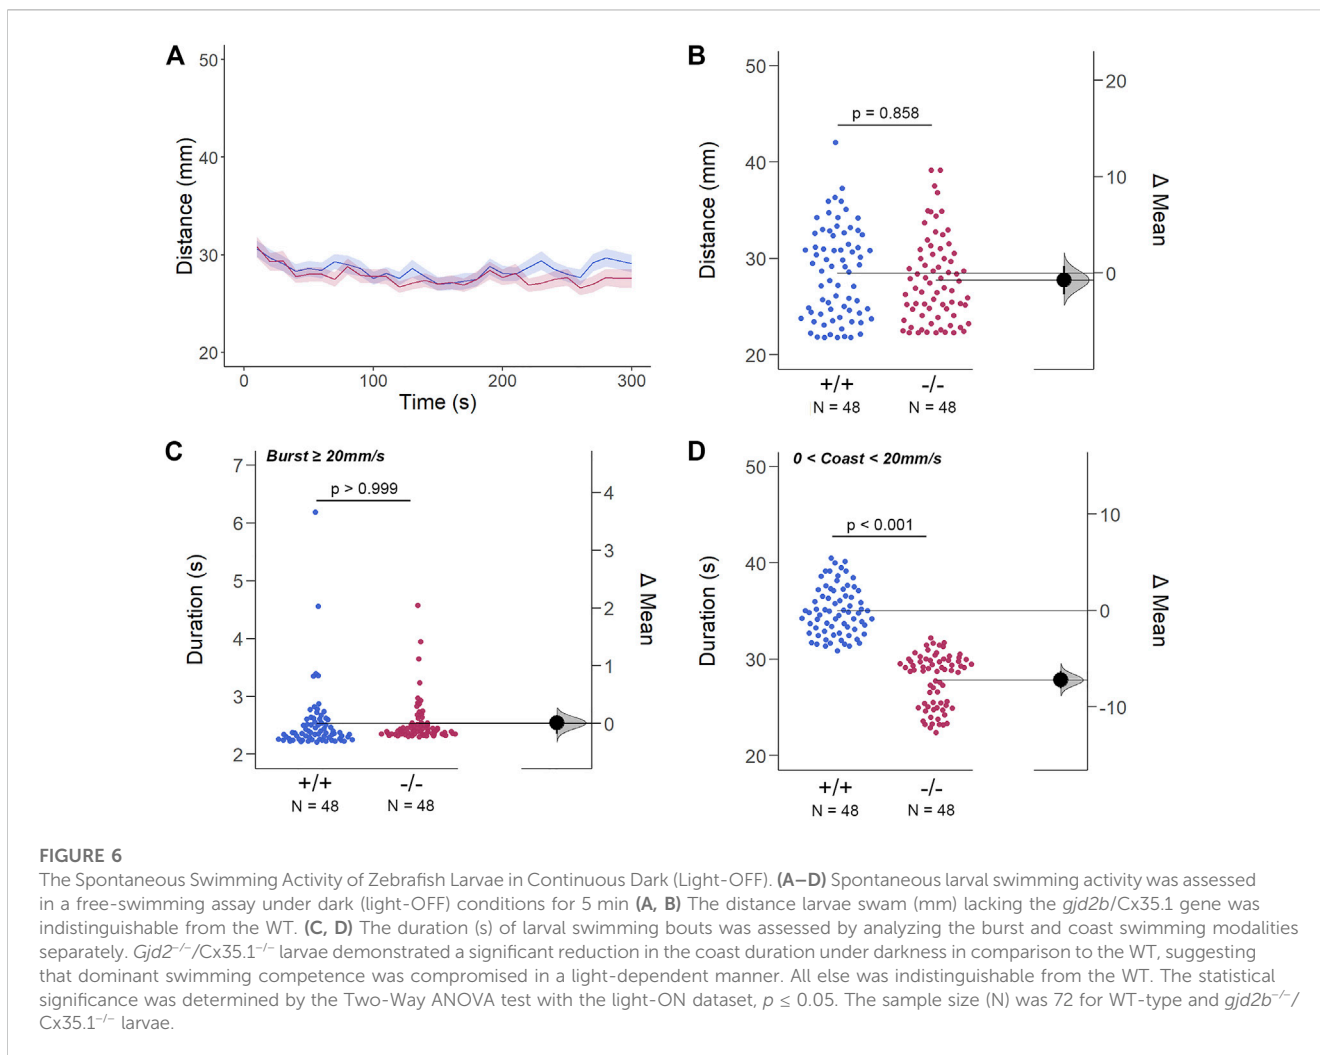 A
50
40
30
20
Distance (mm)
0 100 200 300
Time (s)
B
50
40
30
20
Distance (mm)
p = 0.858
20
10
0
Δ Mean
+/+ -/-
N = 48 N = 48
C
Burst ≥ 20mm/s
7
6
5
4
3
2
Duration (s)
p > 0.999
4
3
2
1
0
Δ Mean
+/+ -/-
N = 48 N = 48
D
0 < Coast < 20mm/s
50
40
30
20
Duration (s)
p < 0.001
10
0
-10
Δ Mean
+/+ -/-
N = 48 N = 48
FIGURE 6
The Spontaneous Swimming Activity of Zebrafish Larvae in Continuous Dark (Light-OFF). (A–D) Spontaneous larval swimming activity was assessed
in a free-swimming assay under dark (light-OFF) conditions for 5 min (A, B) The distance larvae swam (mm) lacking the gjd2b/Cx35.1 gene was
indistinguishable from the WT. (C, D) The duration (s) of larval swimming bouts was assessed by analyzing the burst and coast swimming modalities
separately. Gjd2⁻/⁻/Cx35.1⁻/⁻ larvae demonstrated a significant reduction in the coast duration under darkness in comparison to the WT, suggesting
that dominant swimming competence was compromised in a light-dependent manner. All else was indistinguishable from the WT. The statistical
significance was determined by the Two-Way ANOVA test with the light-ON dataset, p ≤ 0.05. The sample size (N) was 72 for WT-type and gjd2b⁻/⁻/
Cx35.1⁻/⁻ larvae.